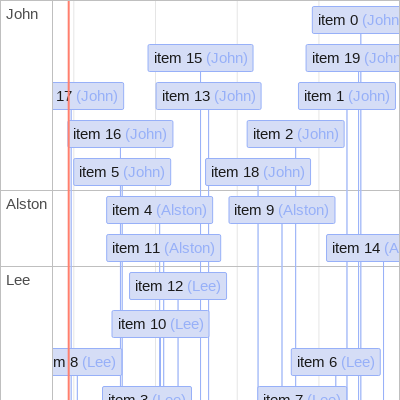 John
item 0 (John
item 15 (John)
item 19 (John
17 (John)
item 13 (John)
item 1 (John)
item 16 (John)
item 2 (John)
item 5 (John)
item 18 (John)
Alston
item 4 (Alston)
item 9 (Alston)
item 11 (Alston)
item 14 (A
Lee
item 12 (Lee)
item 10 (Lee)
m 8 (Lee)
item 6 (Lee)
item 3 (Lee)
item 7 (Lee)